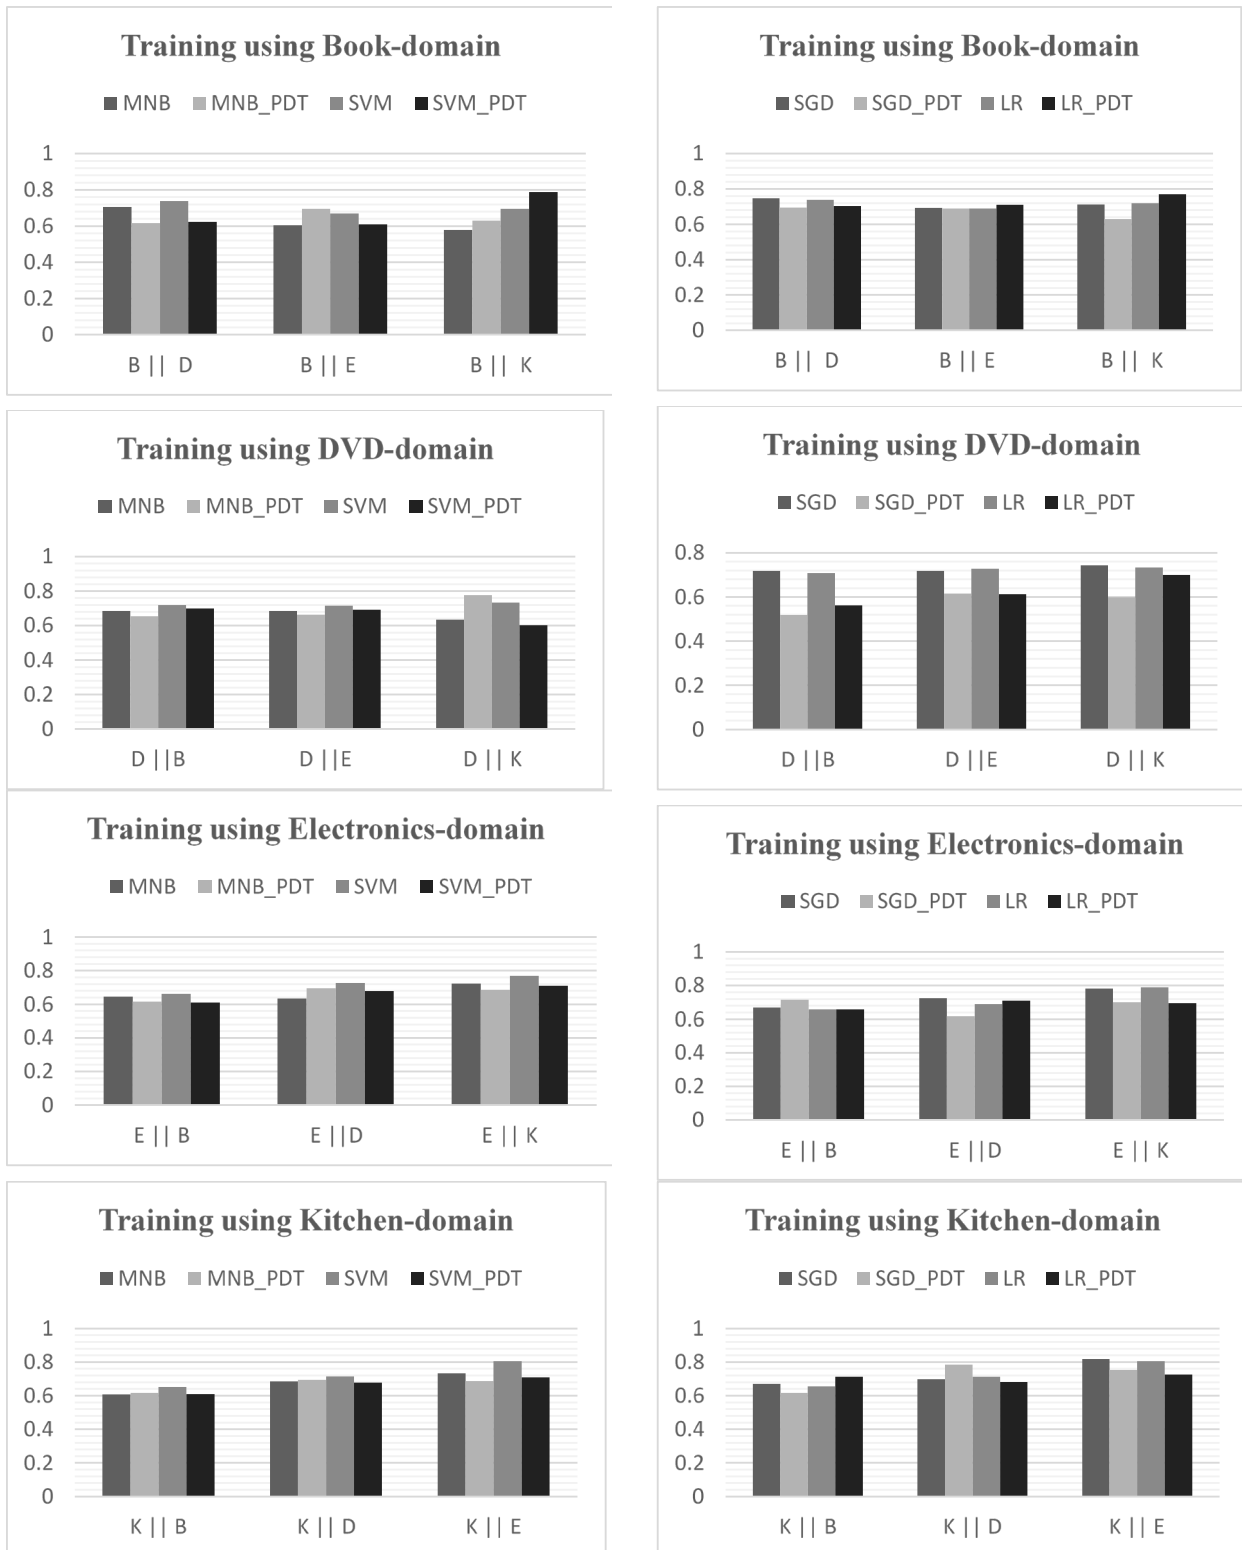 Training using Book-domain
MNB MNB_PDT SVM SVM_PDT
1
0.8
0.6
0.4
0.2
0
B || D B || E B || K
Training using Book-domain
SGD SGD_PDT LR LR_PDT
1
0.8
0.6
0.4
0.2
0
B || D B || E B || K
Training using DVD-domain
MNB MNB_PDT SVM SVM_PDT
1
0.8
0.6
0.4
0.2
0
D ||B D ||E D || K
Training using DVD-domain
SGD SGD_PDT LR LR_PDT
0.8
0.6
0.4
0.2
0
D ||B D ||E D || K
Training using Electronics-domain
MNB MNB_PDT SVM SVM_PDT
1
0.8
0.6
0.4
0.2
0
E || B E ||D E || K
Training using Electronics-domain
SGD SGD_PDT LR LR_PDT
1
0.8
0.6
0.4
0.2
0
E || B E ||D E || K
Training using Kitchen-domain
MNB MNB_PDT SVM SVM_PDT
1
0.8
0.6
0.4
0.2
0
K || B K || D K || E
Training using Kitchen-domain
SGD SGD_PDT LR LR_PDT
1
0.8
0.6
0.4
0.2
0
K || B K || D K || E